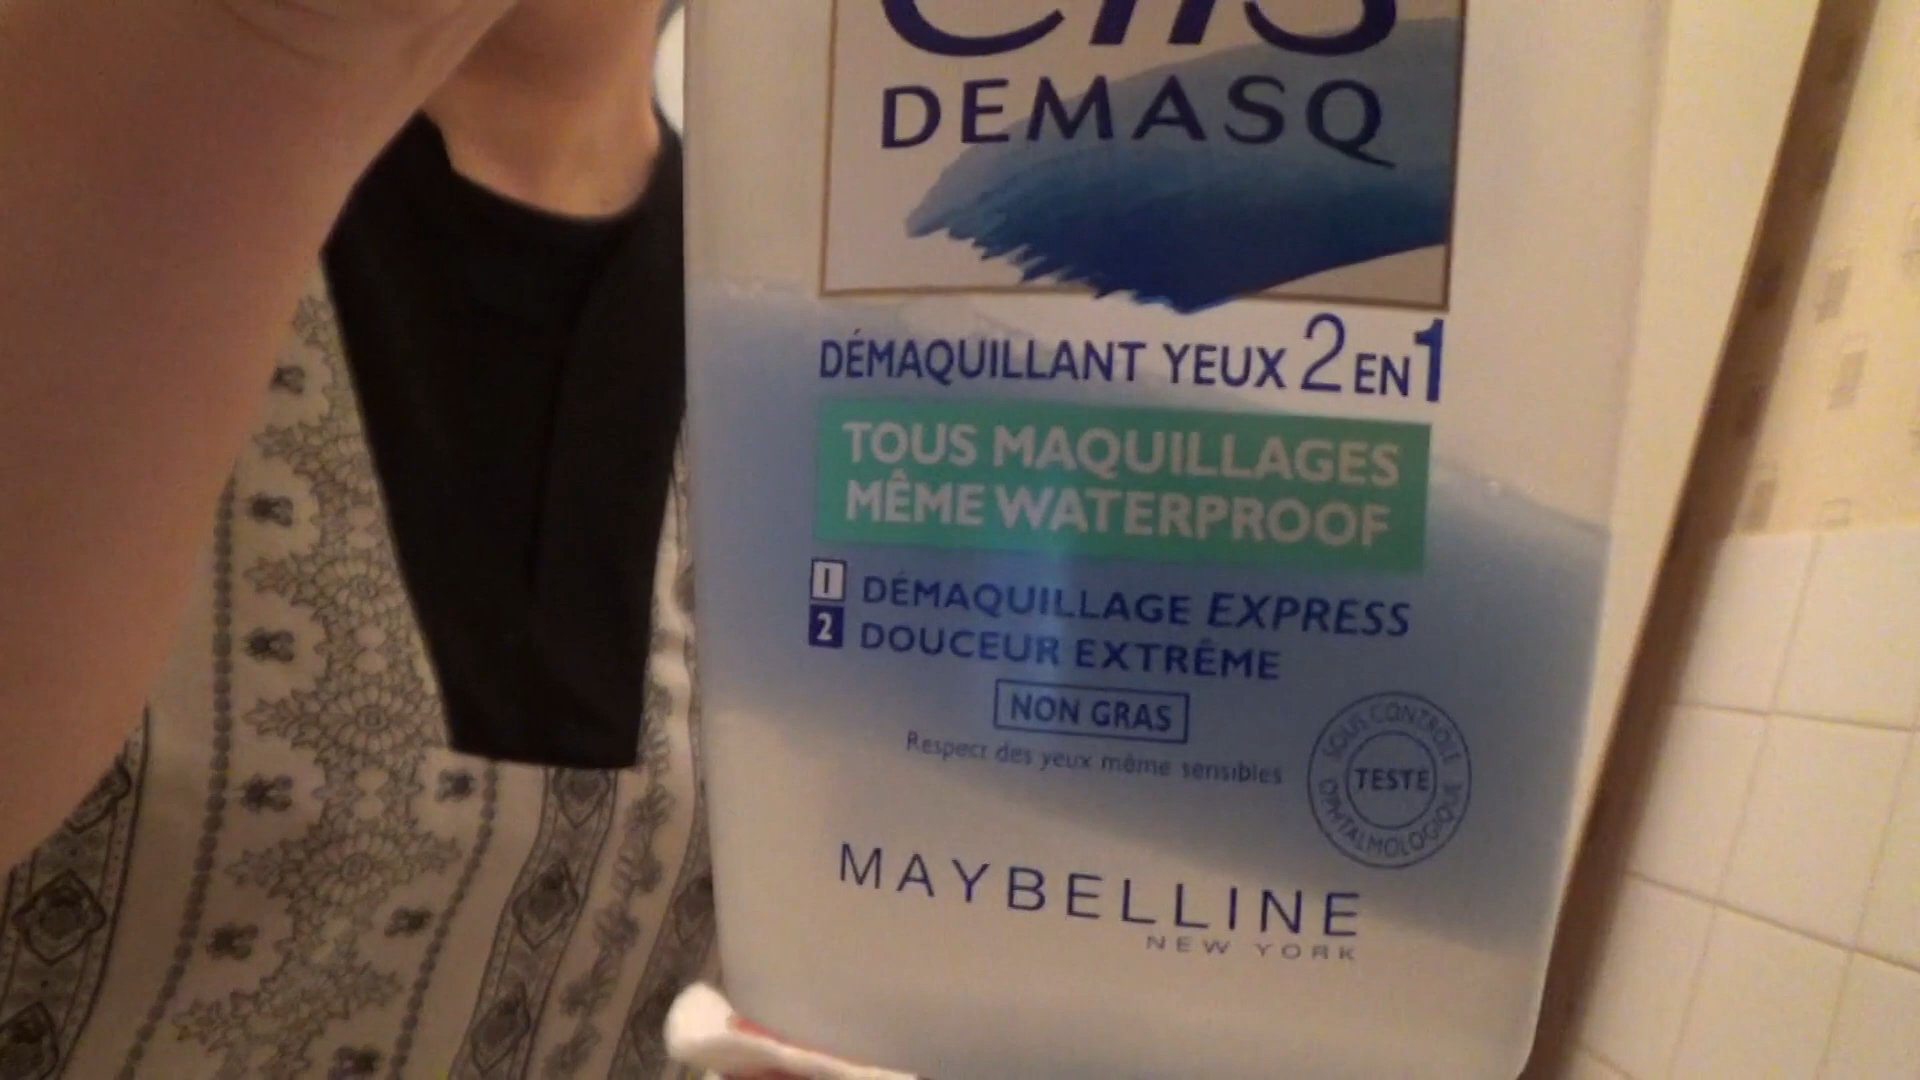 DEMASQ
DÉMAQUILLANT YEUX 2 EN 1
TOUS MAQUILLAGES
MÊME WATERPROOF
1 DÉMAQUILLAGE EXPRESS
2 DOUCEUR EXTRÊME
NON GRAS
Respect des yeux même sensibles
SOUS CONTRÔLE
TESTÉ
OPHTALMOLOGIQUE
MAYBELLINE
NEW YORK